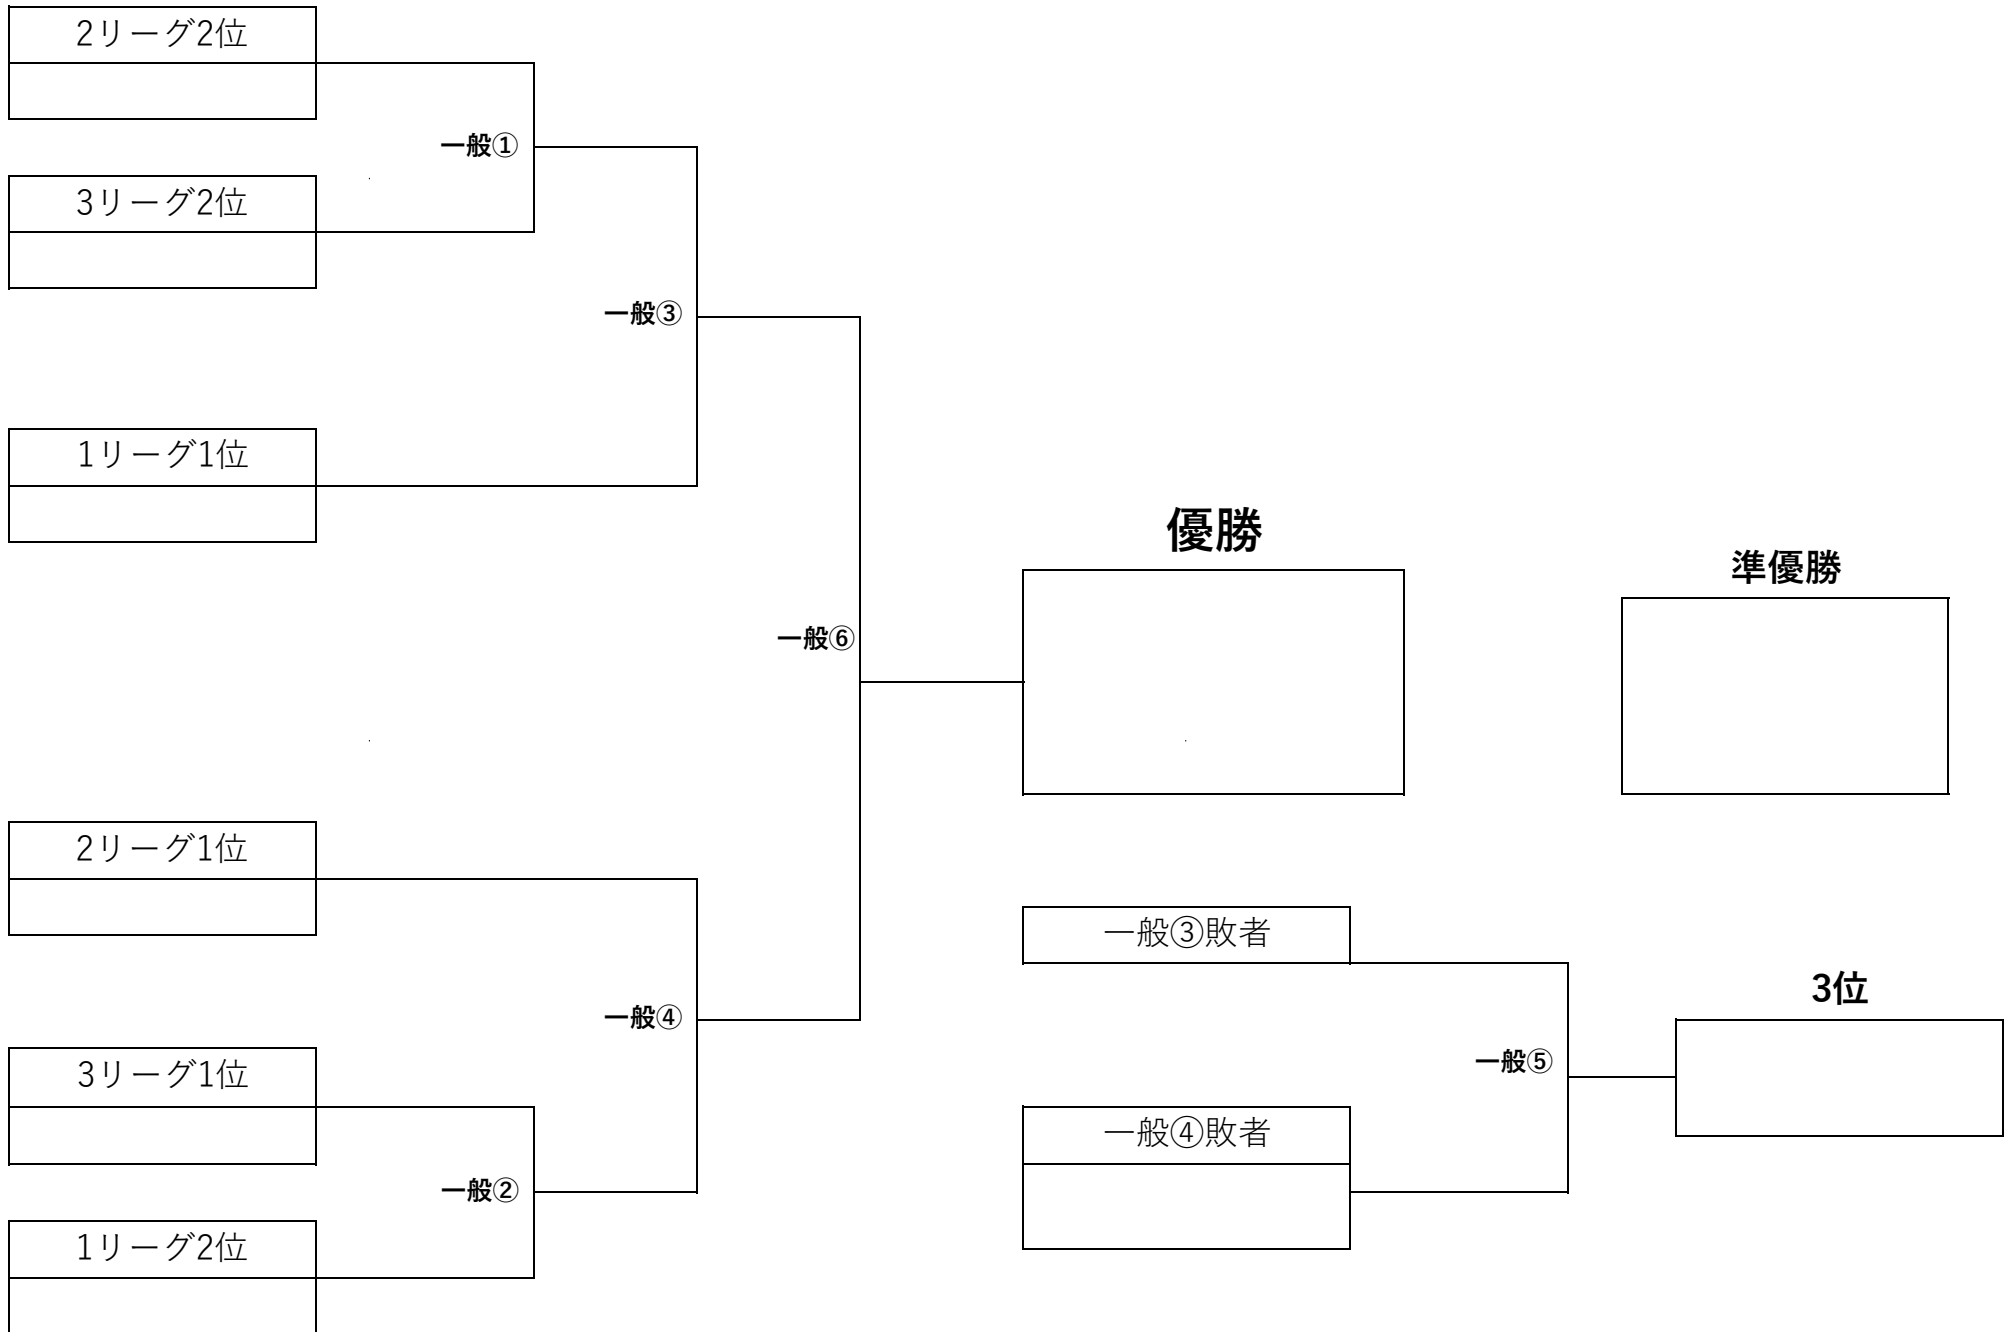 2リーグ2位
一般①
3リーグ2位
一般③
1リーグ1位
優勝
準優勝
一般⑥
2リーグ1位
一般③敗者
3位
一般④
一般⑤
3リーグ1位
一般④敗者
一般②
1リーグ2位